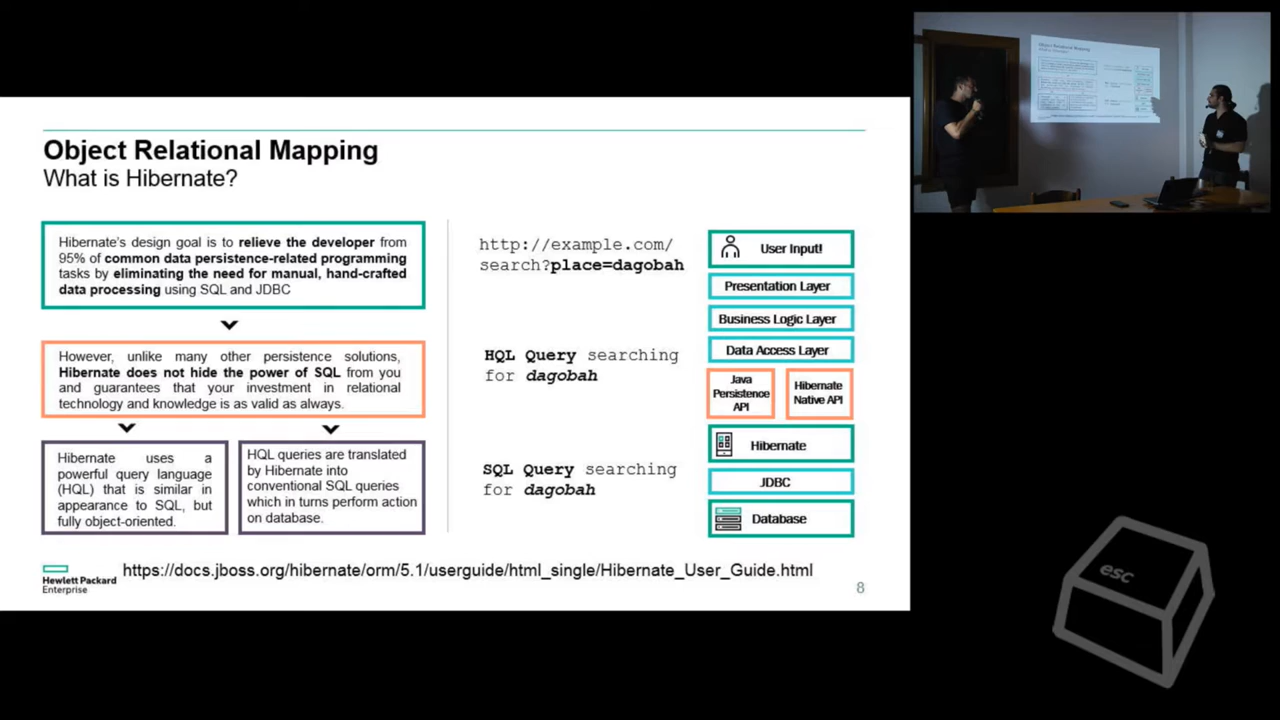 Object Relational Mapping
What is Hibernate?
Hibernate's design goal is to relieve the developer from
95% of common data persistence-related programming
tasks by eliminating the need for manual, hand-crafted
data processing using SQL and JDBC
However, unlike many other persistence solutions,
Hibernate does not hide the power of SQL from you
and guarantees that your investment in relational
technology and knowledge is as valid as always.
Hibernate uses a
powerful query language
(HQL) that is similar in
appearance to SQL, but
fully object-oriented.
HQL queries are translated
by Hibernate into
conventional SQL queries
which in turns perform action
on database.
http://example.com/
search?place=dagobah
HQL Query searching
for dagobah
SQL Query searching
for dagobah
User Input!
Presentation Layer
Business Logic Layer
Data Access Layer
Java
Persistence
API
Hibernate
Native API
Hibernate
JDBC
Database
Hewlett Packard
Enterprise
https://docs.jboss.org/hibernate/orm/5.1/userguide/html_single/Hibernate_User_Guide.html
8
Object Relational Mapping
esc